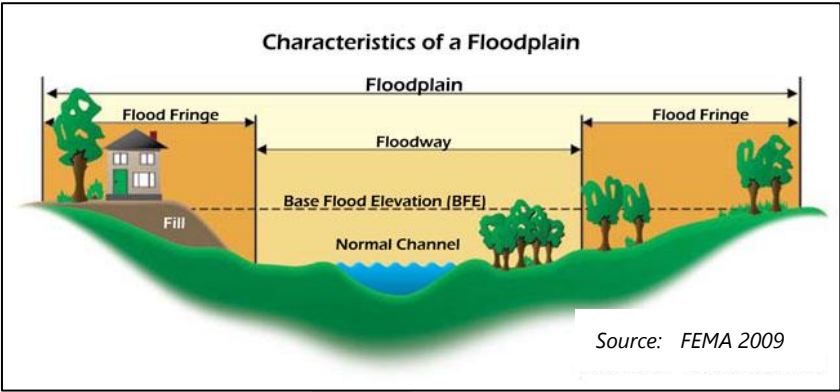 Characteristics of a Floodplain
Floodplain
Flood Fringe
Flood Fringe
Floodway
Base Flood Elevation (BFE)
Fill
Normal Channel
Source: FEMA 2009